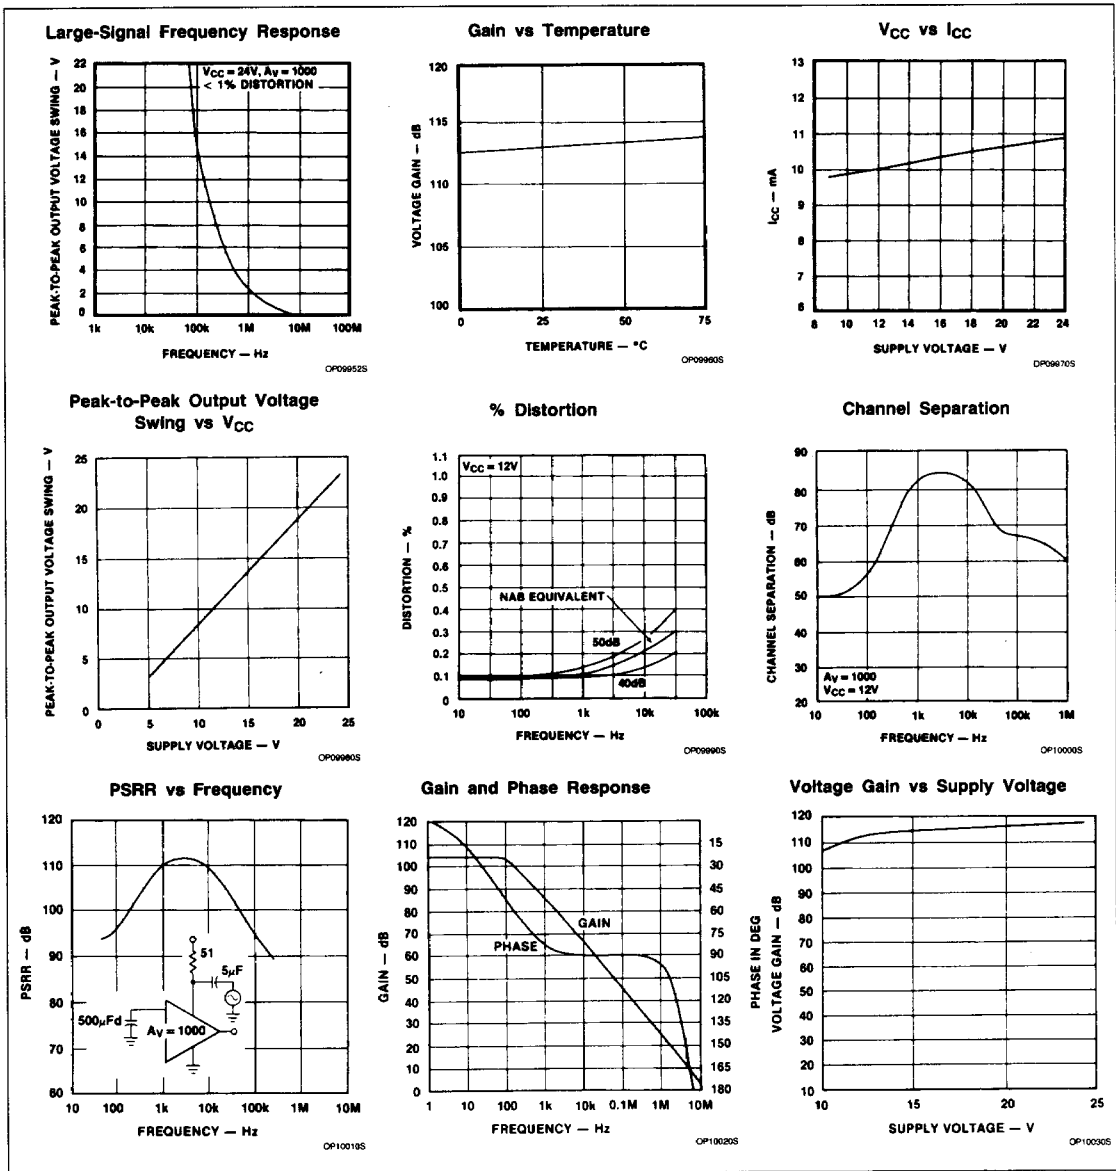 Large-Signal Frequency Response
PEAK-TO-PEAK OUTPUT VOLTAGE SWING — V
22
20
18
16
14
12
10
8
6
4
2
0
VCC = 24V, AV = 1000
< 1% DISTORTION
1k 10k 100k 1M 10M 100M
FREQUENCY — Hz
OP09952S
Gain vs Temperature
VOLTAGE GAIN — dB
120
115
110
105
100
0 25 50 75
TEMPERATURE — °C
OP09960S
VCC vs ICC
ICC — mA
13
12
11
10
9
8
7
6
8 10 12 14 16 18 20 22 24
SUPPLY VOLTAGE — V
OP09970S
Peak-to-Peak Output Voltage
Swing vs VCC
PEAK-TO-PEAK OUTPUT VOLTAGE SWING — V
25
20
15
10
5
0
0 5 10 15 20 25
SUPPLY VOLTAGE — V
OP09980S
% Distortion
DISTORTION — %
1.1
1.0
0.9
0.8
0.7
0.6
0.5
0.4
0.3
0.2
0.1
0
VCC = 12V
NAB EQUIVALENT
50dB
40dB
10 100 1k 10k 100k
FREQUENCY — Hz
OP09990S
Channel Separation
CHANNEL SEPARATION — dB
90
80
70
60
50
40
30
20
AV = 1000
VCC = 12V
10 100 1k 10k 100k 1M
FREQUENCY — Hz
OP10000S
PSRR vs Frequency
PSRR — dB
120
110
100
90
80
70
60
51
5μF
500μFd
AV = 1000
10 100 1k 10k 100k 1M 10M
FREQUENCY — Hz
OP10010S
Gain and Phase Response
GAIN — dB
120
110
100
90
80
70
60
50
40
30
20
10
0
GAIN
PHASE
15
30
45
60
75
90
105
120
135
150
165
180
PHASE IN DEG
1 10 100 1k 10k 0.1M 1M 10M
FREQUENCY — Hz
OP10020S
Voltage Gain vs Supply Voltage
VOLTAGE GAIN — dB
120
110
100
90
80
70
60
50
40
30
20
10
10 15 20 25
SUPPLY VOLTAGE — V
OP10030S